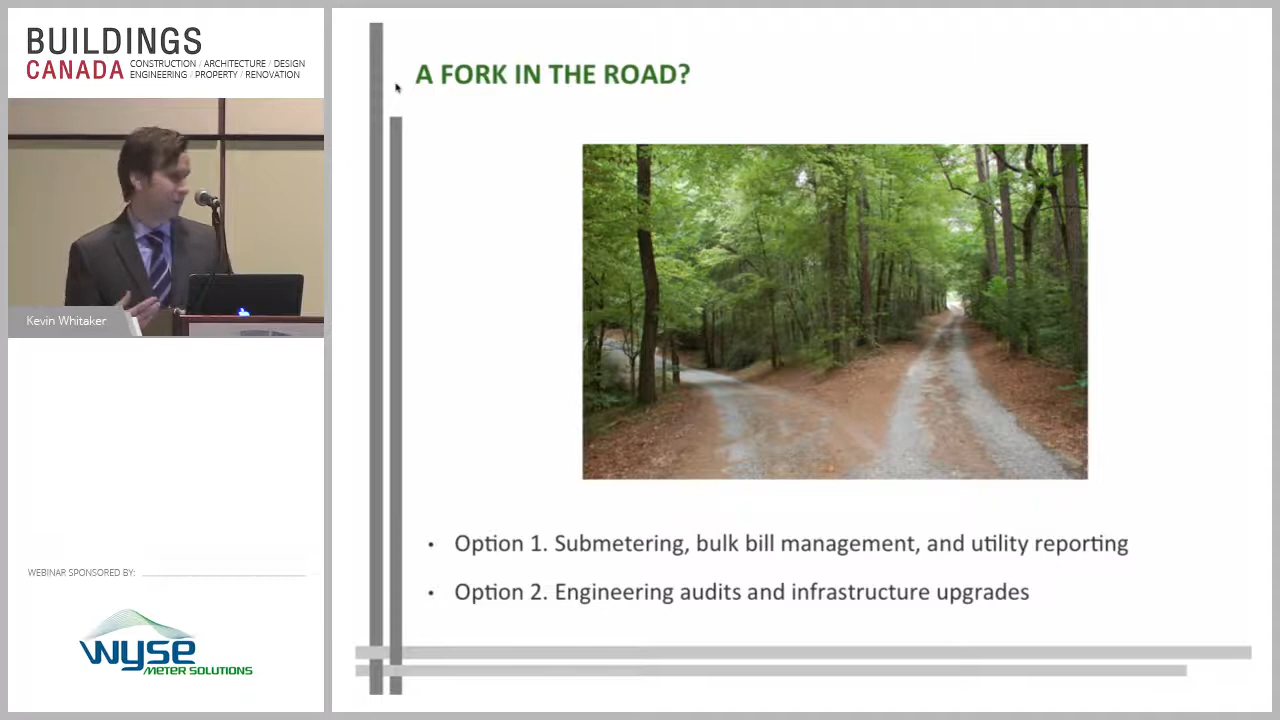 BUILDINGS
CANADA
CONSTRUCTION / ARCHITECTURE / DESIGN
ENGINEERING / PROPERTY / RENOVATION
Kevin Whitaker
WEBINAR SPONSORED BY:
wyse
METER SOLUTIONS
A FORK IN THE ROAD?
• Option 1. Submetering, bulk bill management, and utility reporting
• Option 2. Engineering audits and infrastructure upgrades